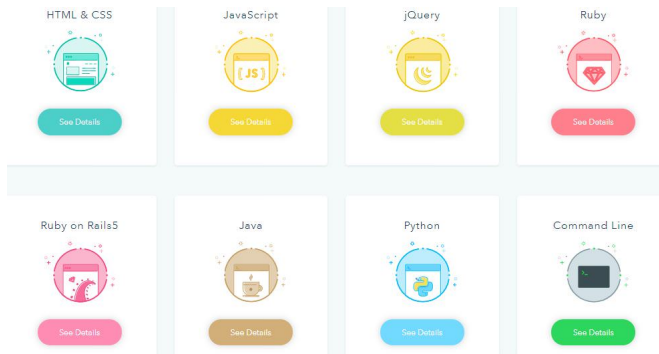 HTML & CSS
JavaScript
jQuery
Ruby
[JS]
See Details
See Details
See Details
See Details
Ruby on Rails5
Java
Python
Command Line
>_
See Details
See Details
See Details
See Details